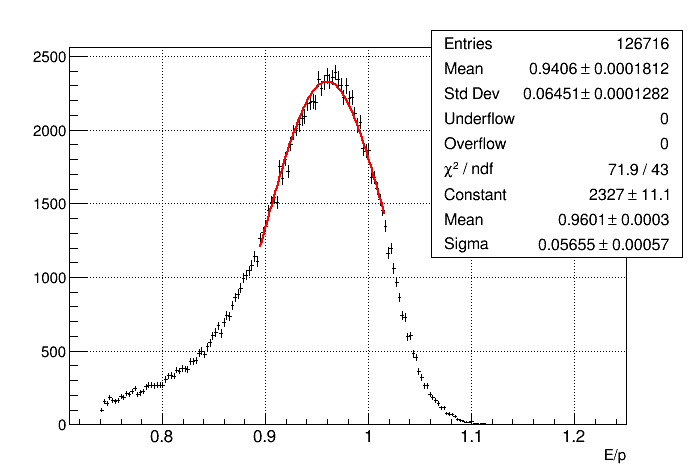 Entries 126716
Mean 0.9406 ± 0.0001812
Std Dev 0.06451 ± 0.0001282
Underflow 0
Overflow 0
χ² / ndf 71.9 / 43
Constant 2327 ± 11.1
Mean 0.9601 ± 0.0003
Sigma 0.05655 ± 0.00057
2500
2000
1500
1000
500
0
0.8 0.9 1 1.1 1.2
E/p